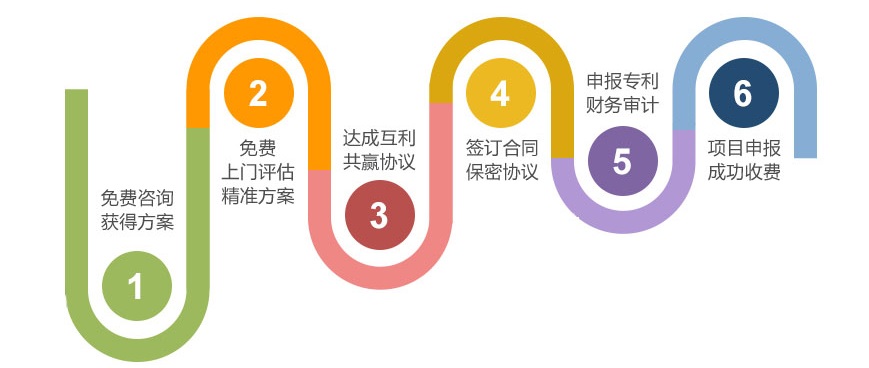 1
免费咨询
获得方案
2
免费
上门评估
精准方案
3
达成互利
共赢协议
4
签订合同
保密协议
5
申报专利
财务审计
6
项目申报
成功收费